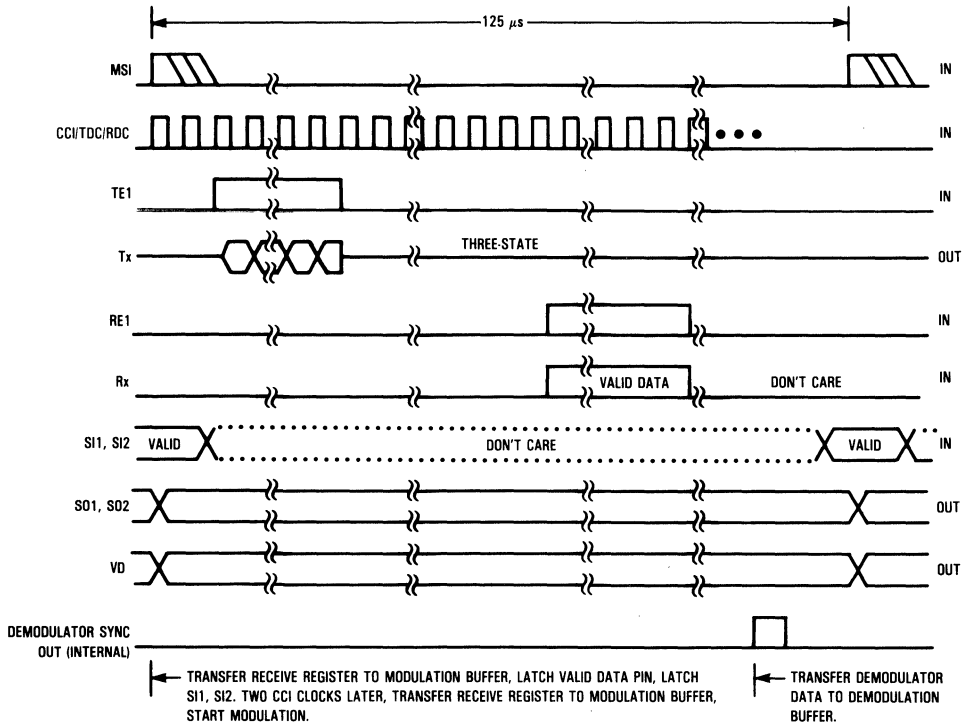 125 μs
MSI IN
CCI/TDC/RDC IN
TE1 IN
Tx THREE-STATE OUT
RE1 IN
Rx VALID DATA DON'T CARE IN
SI1, SI2 VALID DON'T CARE VALID IN
SO1, SO2 OUT
VD OUT
DEMODULATOR SYNC
OUT (INTERNAL)
TRANSFER RECEIVE REGISTER TO MODULATION BUFFER, LATCH VALID DATA PIN, LATCH
SI1, SI2. TWO CCI CLOCKS LATER, TRANSFER RECEIVE REGISTER TO MODULATION BUFFER,
START MODULATION.
TRANSFER DEMODULATOR
DATA TO DEMODULATION
BUFFER.